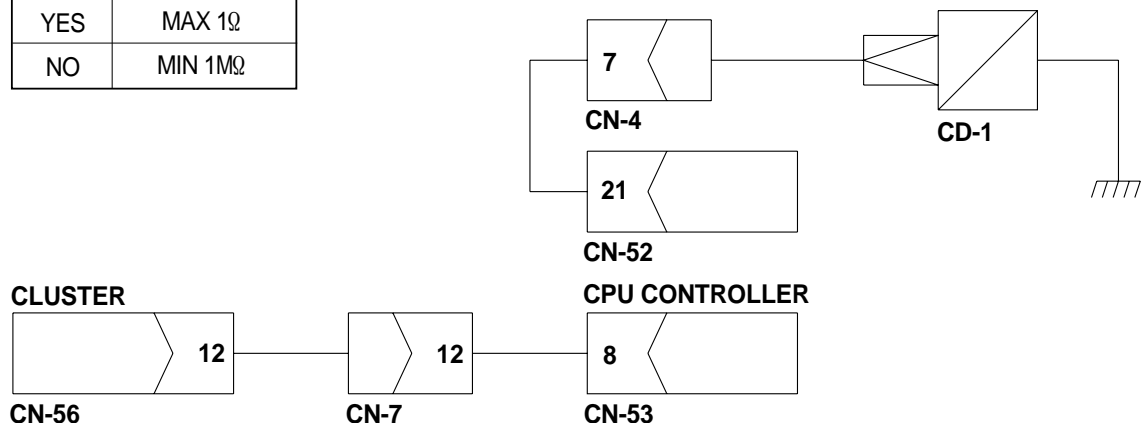 YES MAX 1Ω
NO MIN 1MΩ
7
CN-4
CD-1
21
CN-52
CLUSTER
CPU CONTROLLER
12
12
8
CN-56
CN-7
CN-53